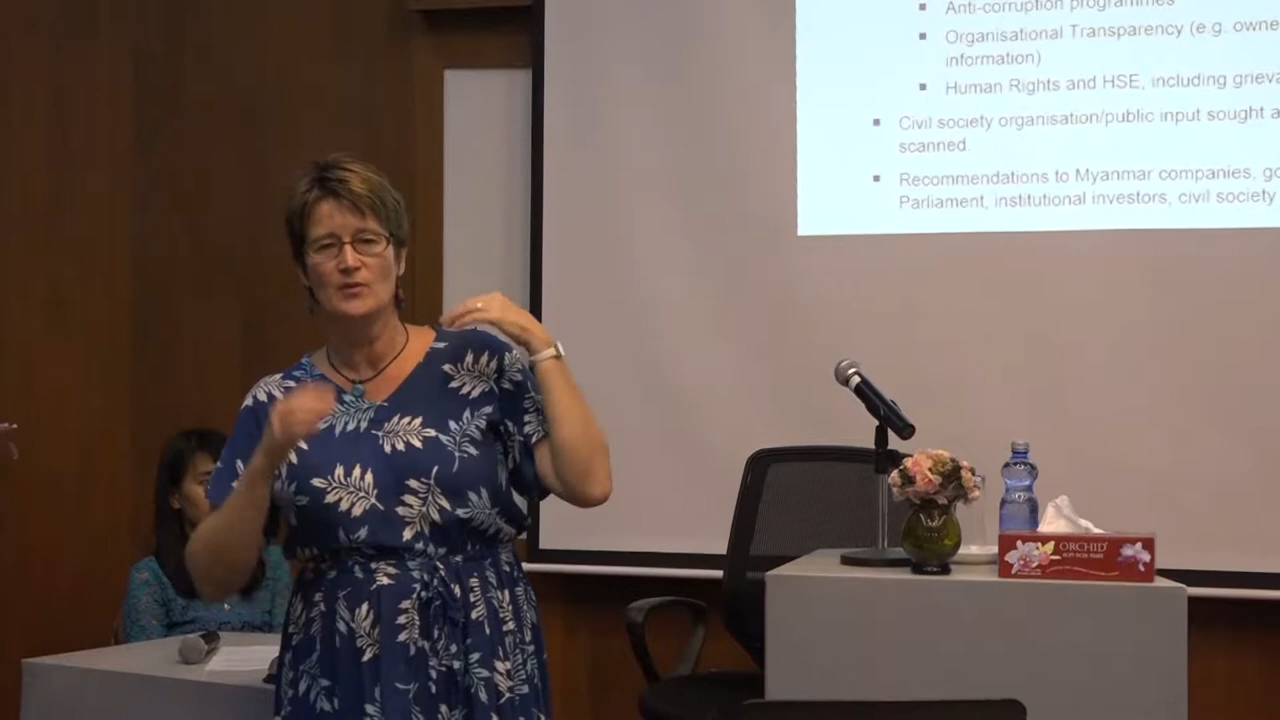 Anti-corruption programmes
Organisational Transparency (e.g. owne
information)
Human Rights and HSE, including grieva
Civil society organisation/public input sought a
scanned.
Recommendations to Myanmar companies, go
Parliament, institutional investors, civil society
ORCHID